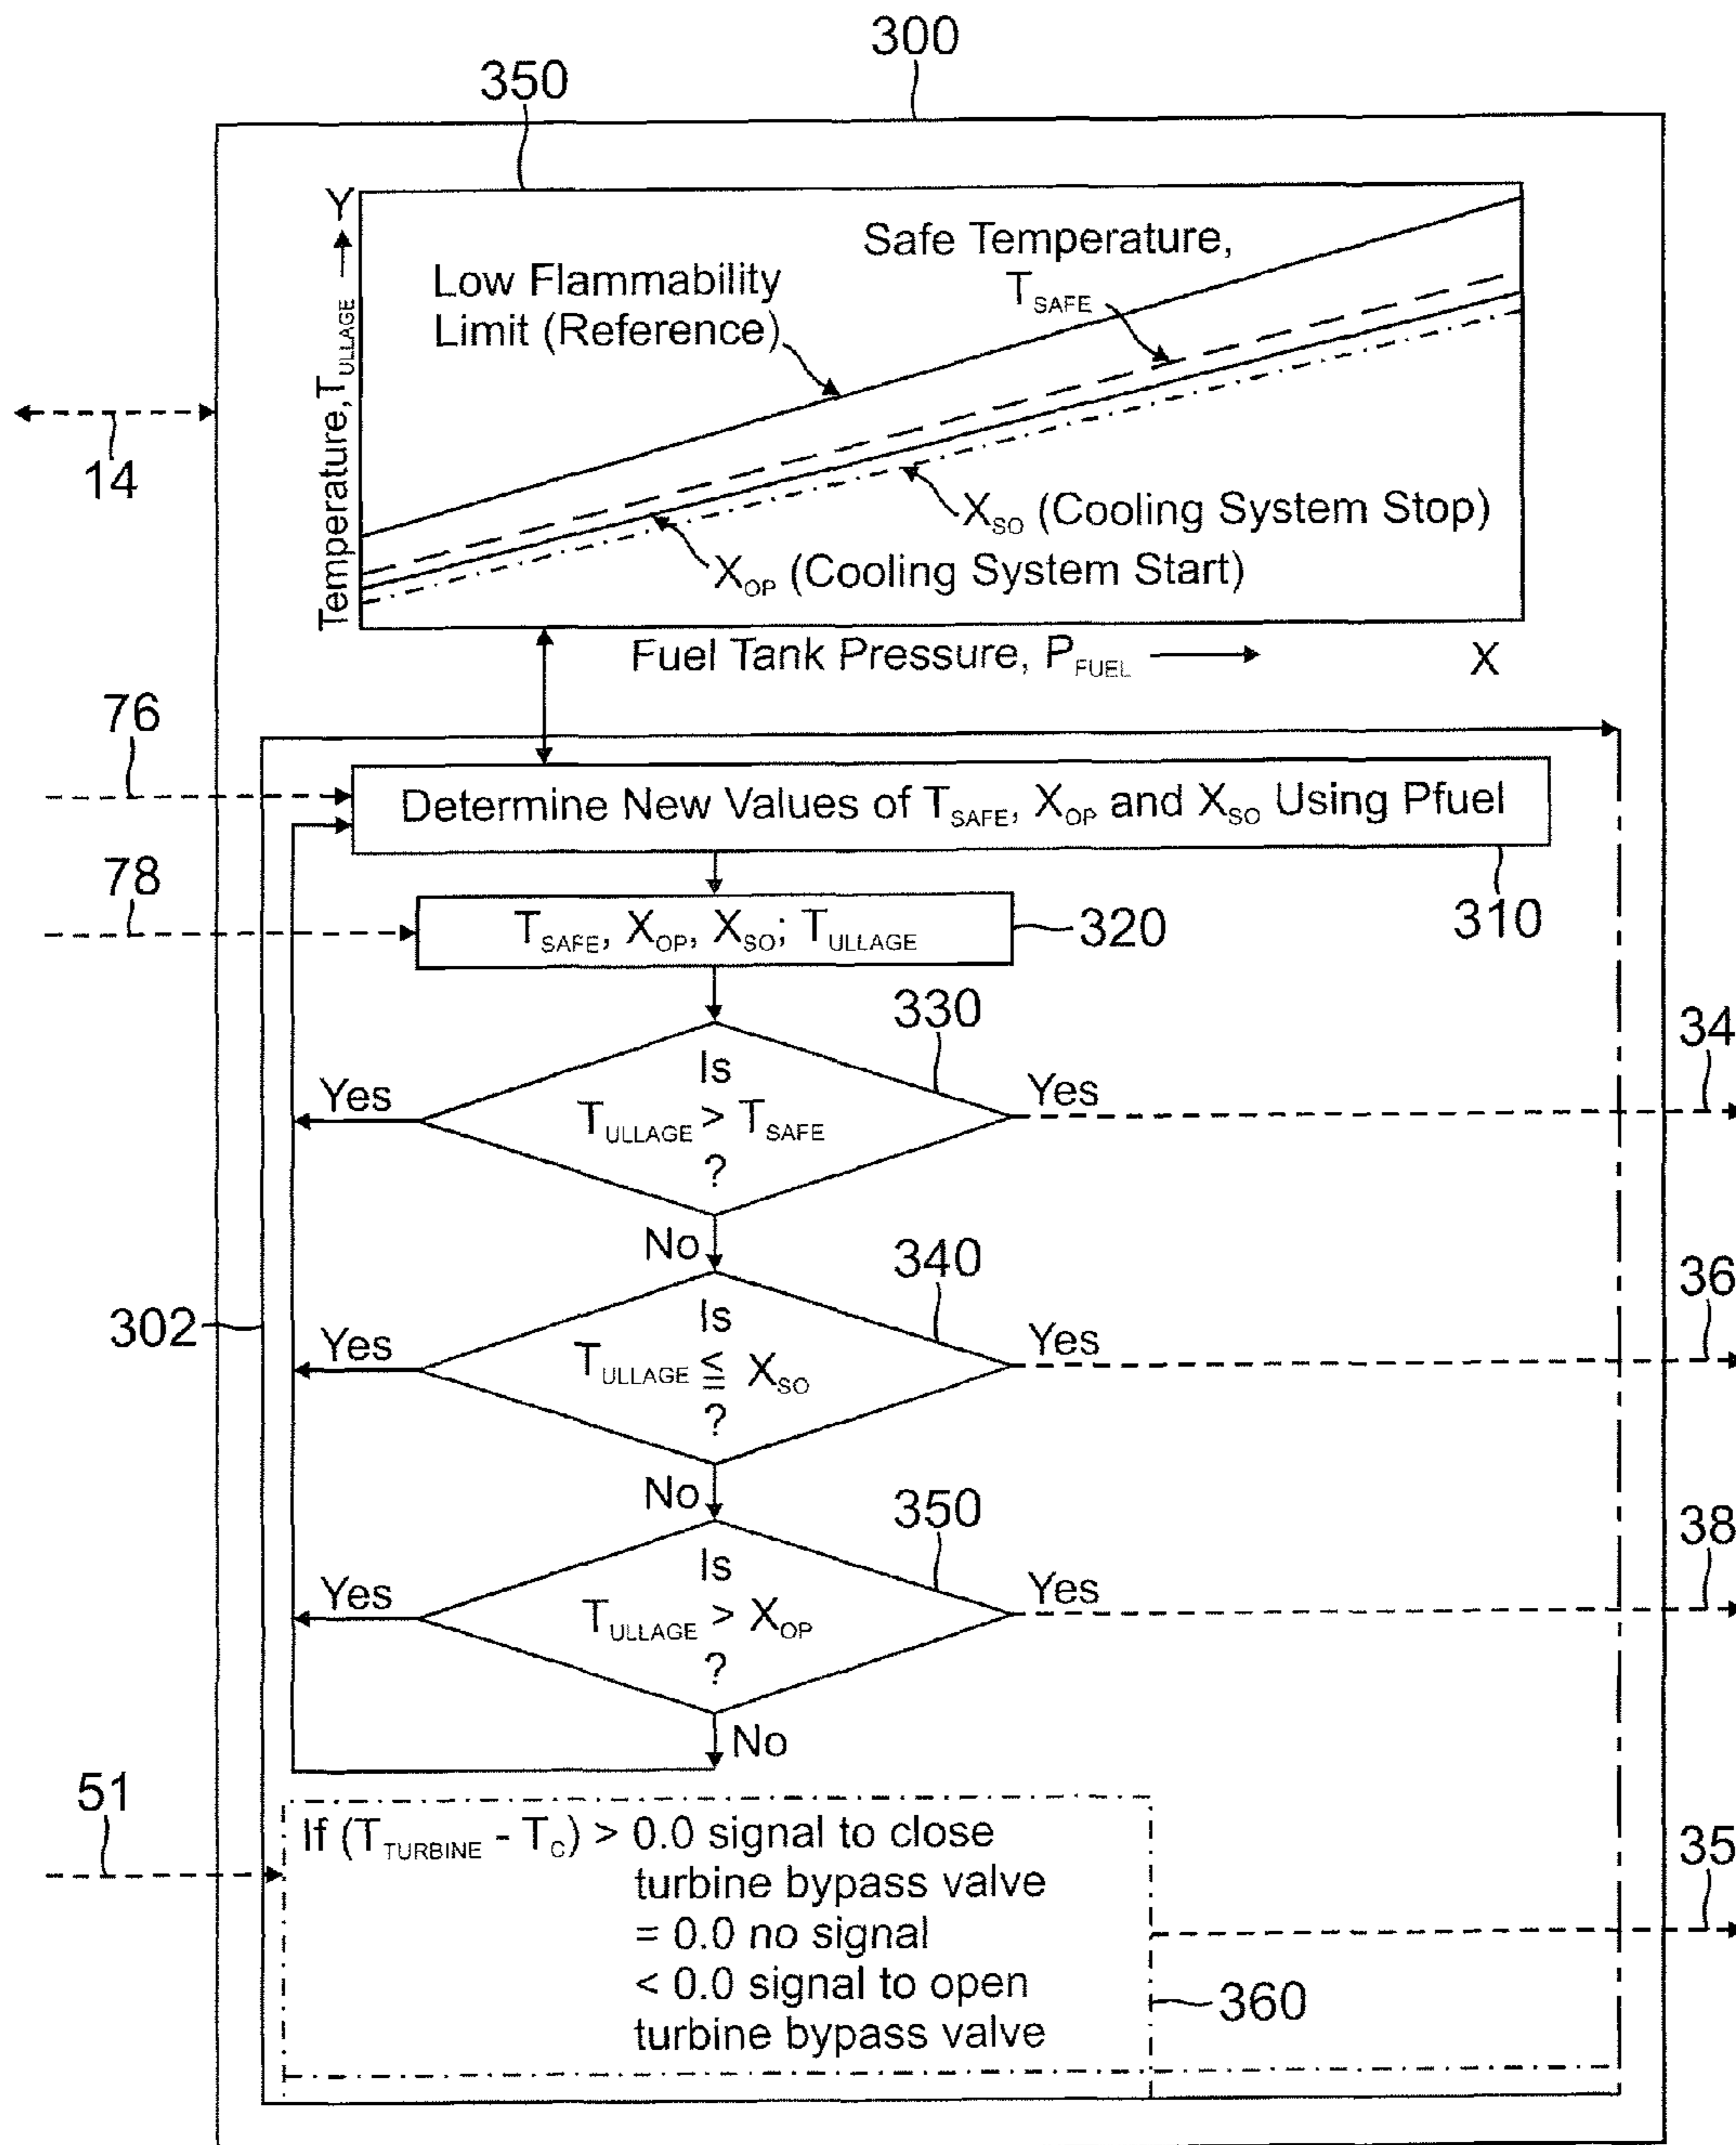 300
350
Y
Temperature, T_ULLAGE →
Low Flammability
Limit (Reference)
Safe Temperature,
T_SAFE
X_SO (Cooling System Stop)
X_OP (Cooling System Start)
14
Fuel Tank Pressure, P_FUEL →
X
76
Determine New Values of T_SAFE, X_OP and X_SO Using Pfuel
310
78
T_SAFE, X_OP, X_SO; T_ULLAGE
320
330
Is
T_ULLAGE > T_SAFE
?
Yes
Yes
34
No
340
302
Is
T_ULLAGE ≦ X_SO
?
Yes
Yes
36
No
350
Is
T_ULLAGE > X_OP
?
Yes
Yes
38
No
51
If (T_TURBINE - T_C) > 0.0 signal to close
turbine bypass valve
= 0.0 no signal
< 0.0 signal to open
turbine bypass valve
35
360